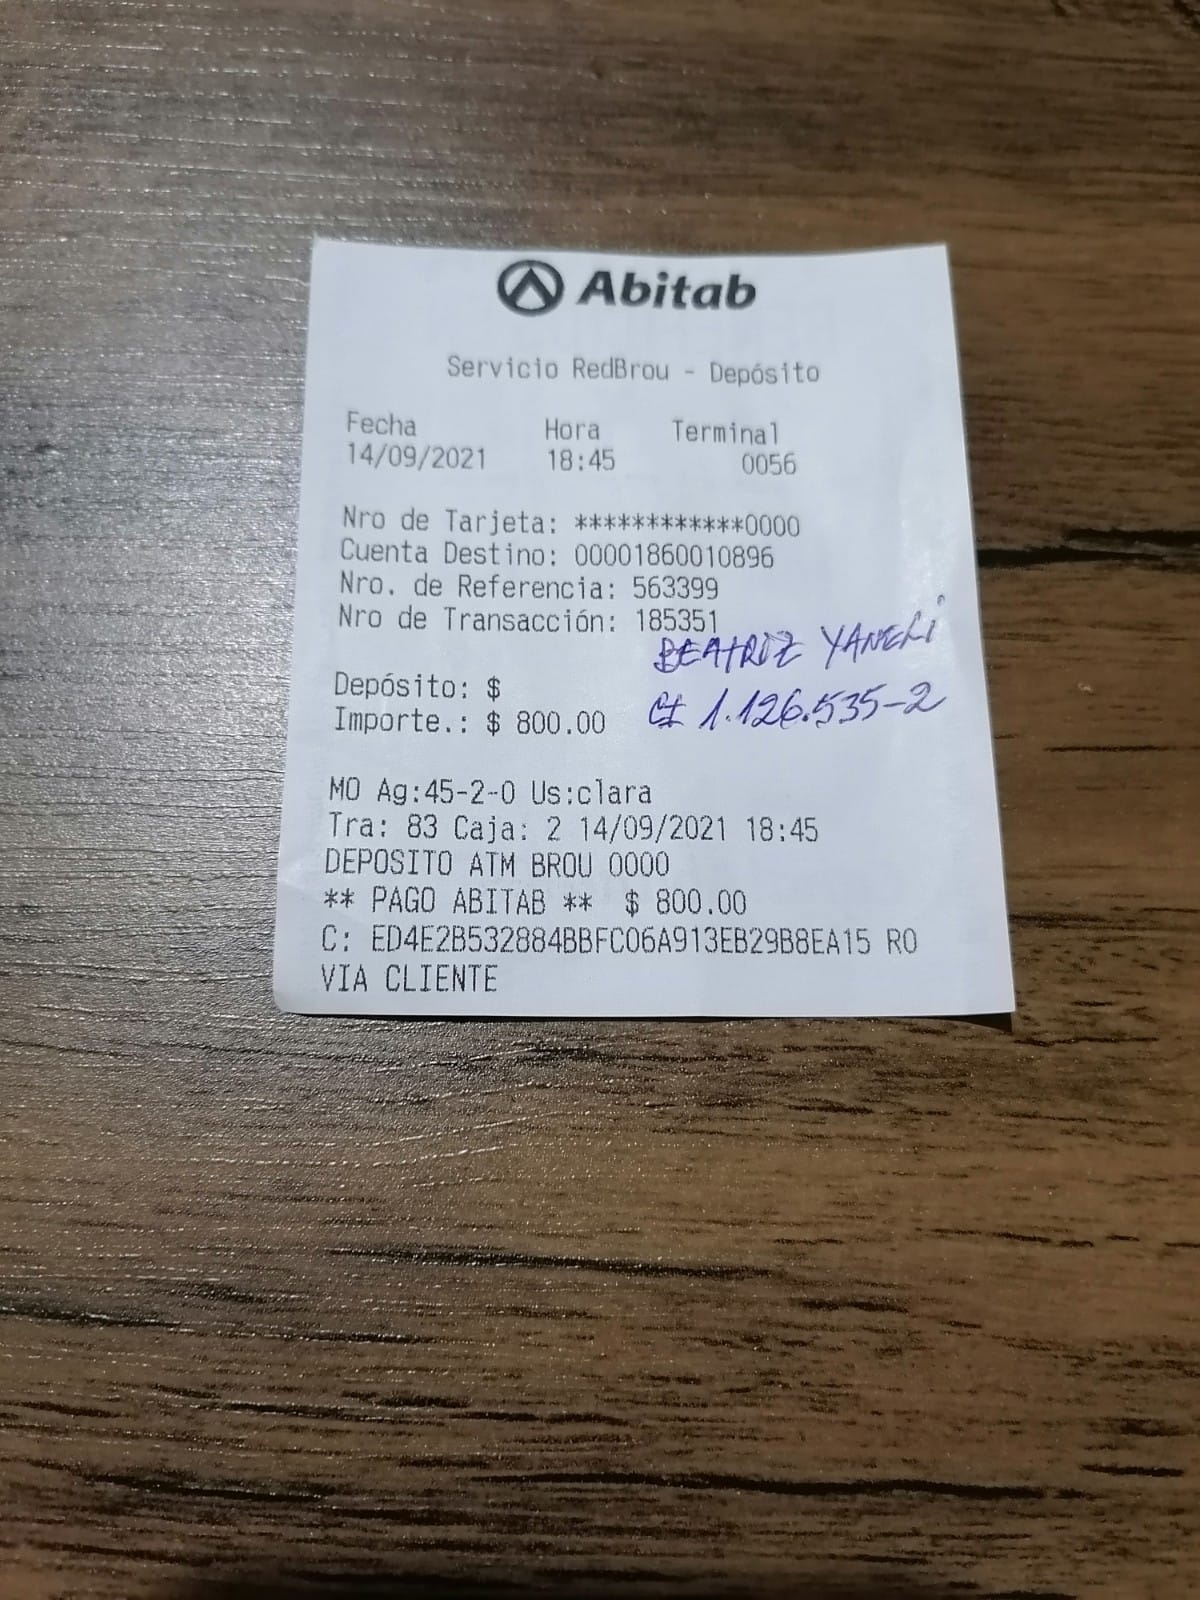 Abitab
Servicio RedBrou - Depósito
Fecha Hora Terminal
14/09/2021 18:45 0056
Nro de Tarjeta: ************0000
Cuenta Destino: 00001860010896
Nro. de Referencia: 563399
Nro de Transacción: 185351
BEATRIZ YANELI
Depósito: $
Importe.: $ 800.00
CI 1.126.535-2
MO Ag:45-2-0 Us:clara
Tra: 83 Caja: 2 14/09/2021 18:45
DEPOSITO ATM BROU 0000
** PAGO ABITAB ** $ 800.00
C: ED4E2B532884BBFC06A913EB29B8EA15 RO
VIA CLIENTE